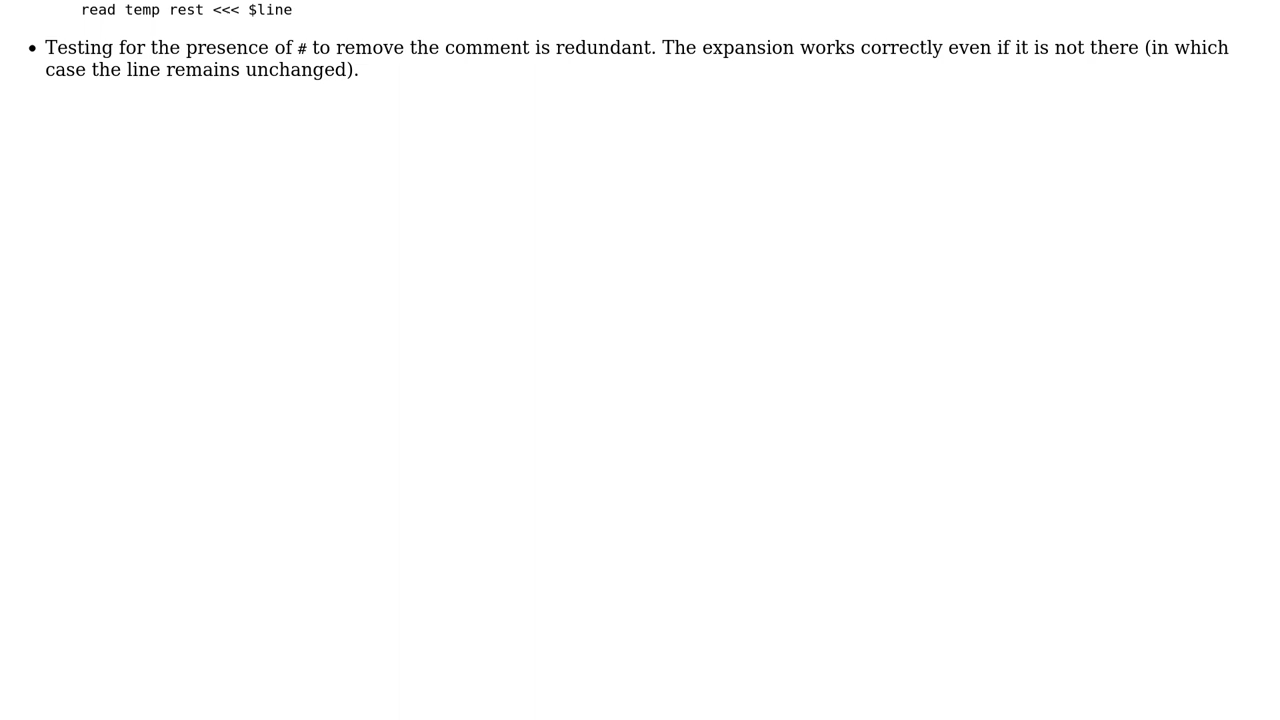 read temp rest <<< $line
• Testing for the presence of # to remove the comment is redundant. The expansion works correctly even if it is not there (in which
case the line remains unchanged).